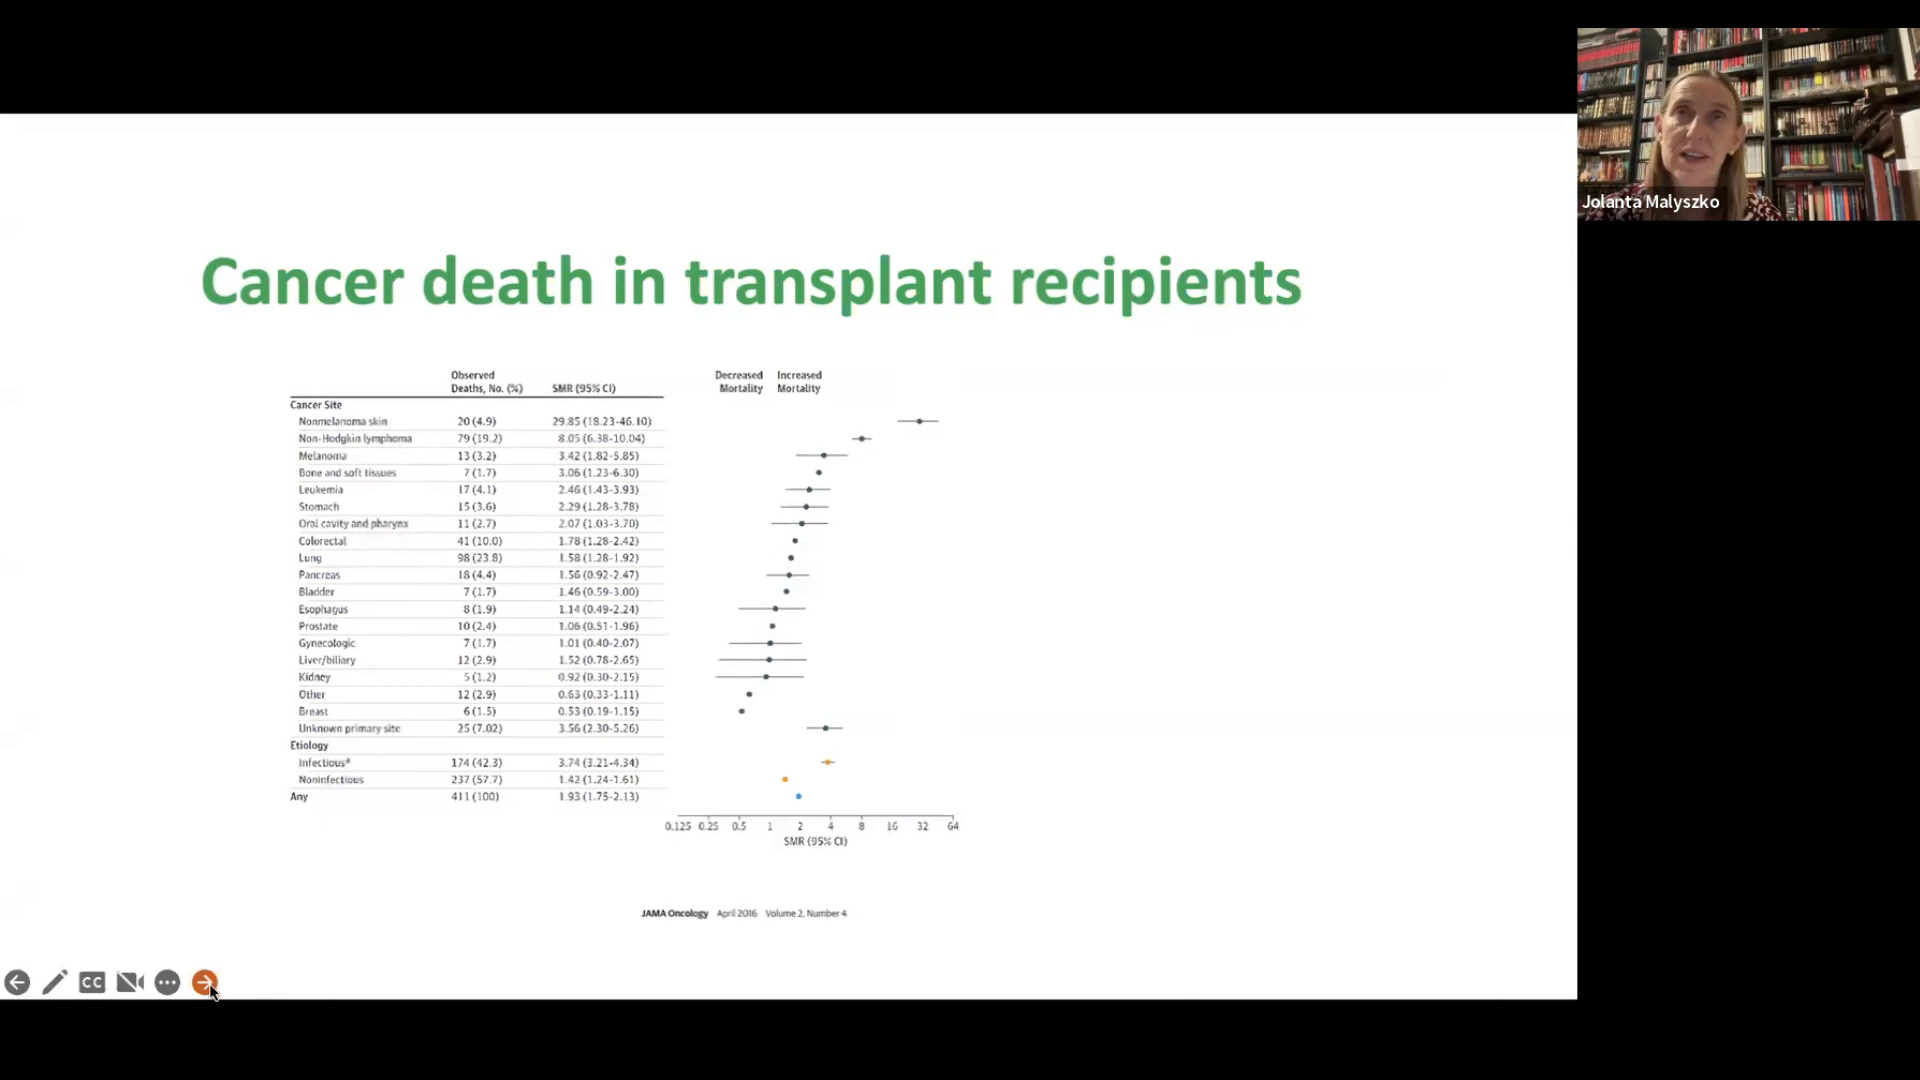 Jolanta Malyszko
Cancer death in transplant recipients
Observed Deaths, No. (%) SMR (95% CI) Decreased Mortality Increased Mortality
Cancer Site
Nonmelanoma skin 20 (4.9) 29.85 (18.23-46.10)
Non-Hodgkin lymphoma 79 (19.2) 8.05 (6.38-10.04)
Melanoma 13 (3.2) 3.42 (1.82-5.85)
Bone and soft tissues 7 (1.7) 3.06 (1.23-6.30)
Leukemia 17 (4.1) 2.46 (1.43-3.93)
Stomach 15 (3.6) 2.29 (1.28-3.78)
Oral cavity and pharynx 11 (2.7) 2.07 (1.03-3.70)
Colorectal 41 (10.0) 1.78 (1.28-2.42)
Lung 98 (23.8) 1.58 (1.28-1.92)
Pancreas 18 (4.4) 1.56 (0.92-2.47)
Bladder 7 (1.7) 1.46 (0.59-3.00)
Esophagus 8 (1.9) 1.14 (0.49-2.24)
Prostate 10 (2.4) 1.06 (0.51-1.96)
Gynecologic 7 (1.7) 1.01 (0.40-2.07)
Liver/biliary 12 (2.9) 1.52 (0.78-2.65)
Kidney 5 (1.2) 0.92 (0.30-2.15)
Other 12 (2.9) 0.63 (0.33-1.11)
Breast 6 (1.5) 0.53 (0.19-1.15)
Unknown primary site 25 (7.02) 3.56 (2.30-5.26)
Etiology
Infectiousª 174 (42.3) 3.74 (3.21-4.34)
Noninfectious 237 (57.7) 1.42 (1.24-1.61)
Any 411 (100) 1.93 (1.75-2.13)
0.125 0.25 0.5 1 2 4 8 16 32 64
SMR (95% CI)
JAMA Oncology April 2016 Volume 2, Number 4
CC